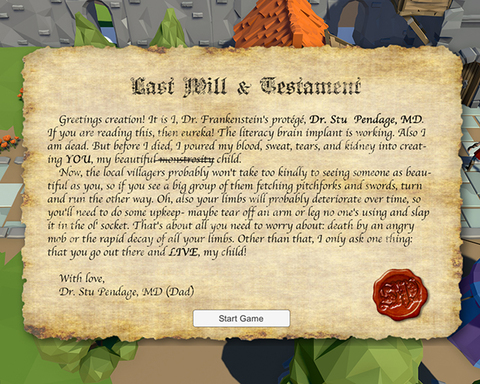 Last Will & Testament
Greetings creation! It is I, Dr. Frankenstein's protégé, Dr. Stu Pendage, MD.
If you are reading this, then eureka! The literacy brain implant is working. Also I
am dead. But before I died, I poured my blood, sweat, tears, and kidney into creat-
ing YOU, my beautiful monstrosity child.
Now, the local villagers probably won't take too kindly to seeing someone as beau-
tiful as you, so if you see a big group of them fetching pitchforks and swords, turn
and run the other way. Oh, also your limbs will probably deteriorate over time, so
you'll need to do some upkeep- maybe tear off an arm or leg no one's using and slap
it in the ol' socket. That's about all you need to worry about: death by an angry
mob or the rapid decay of all your limbs. Other than that, I only ask one thing:
that you go out there and LIVE, my child!
With love,
Dr. Stu Pendage, MD (Dad)
Start Game